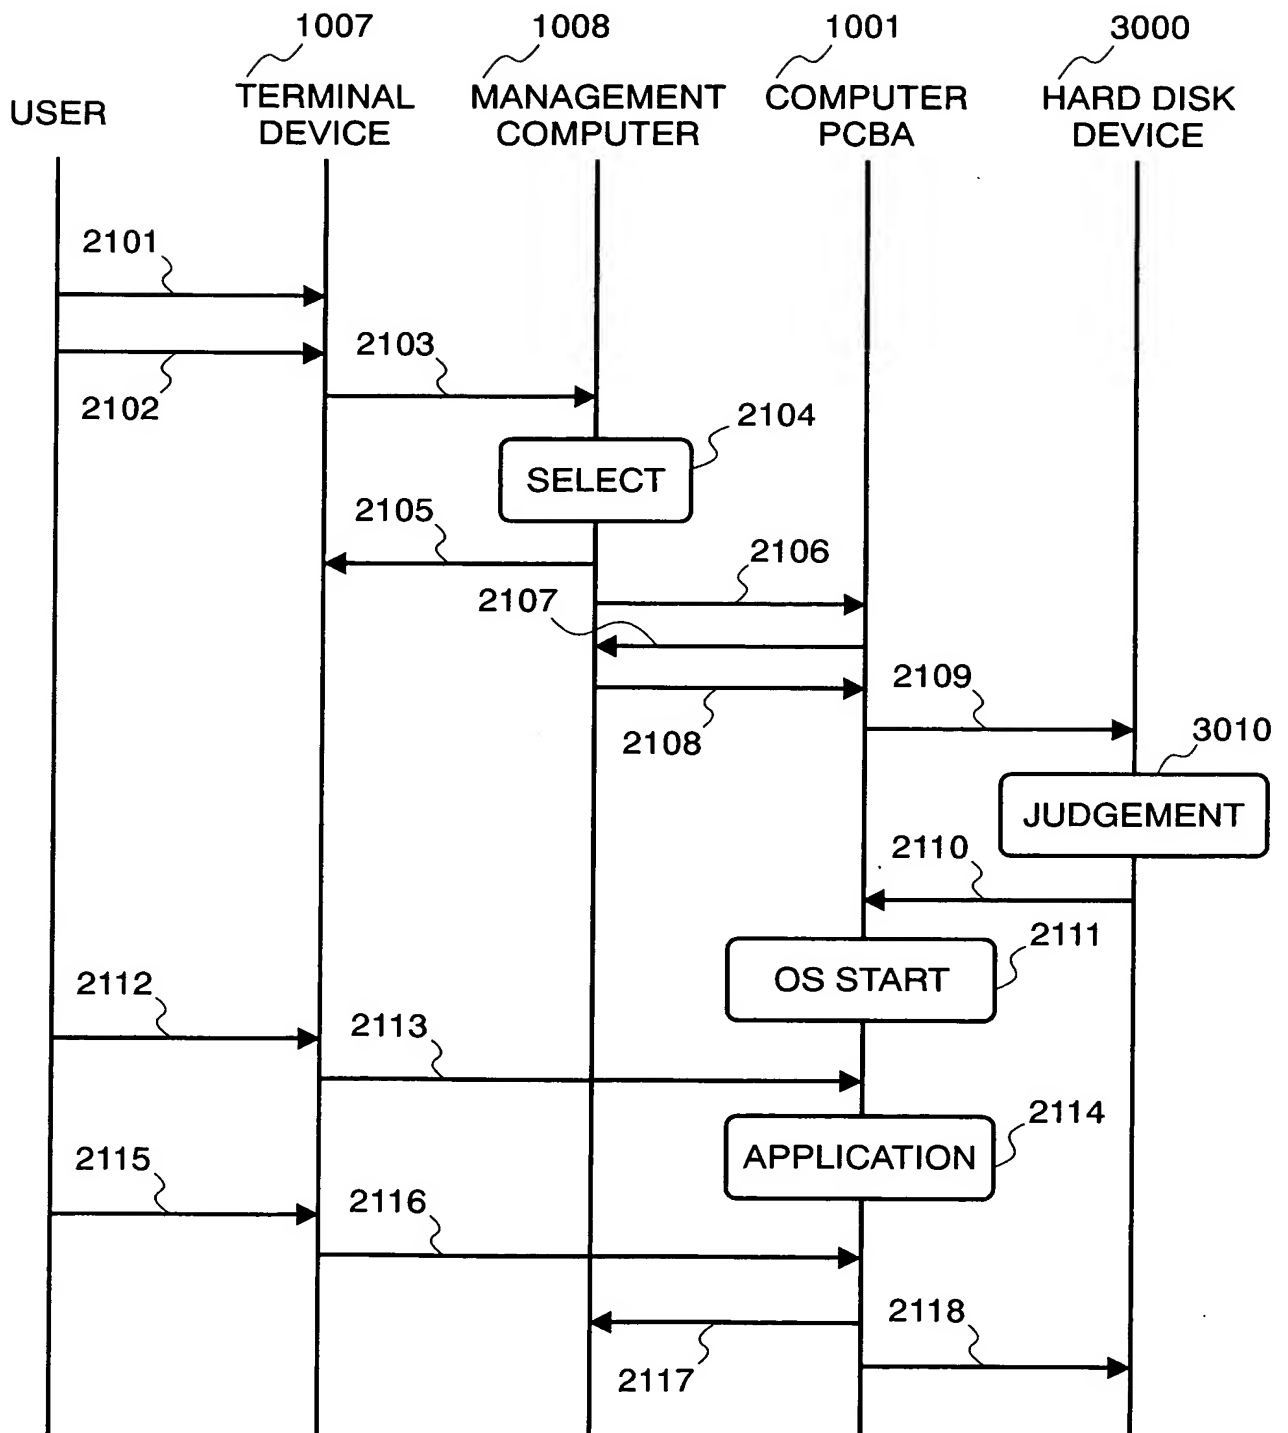 1007
1008
1001
3000
USER
TERMINAL
DEVICE
MANAGEMENT
COMPUTER
COMPUTER
PCBA
HARD DISK
DEVICE
2101
2102
2103
2104
SELECT
2105
2106
2107
2108
2109
3010
JUDGEMENT
2110
2111
OS START
2112
2113
2114
APPLICATION
2115
2116
2117
2118